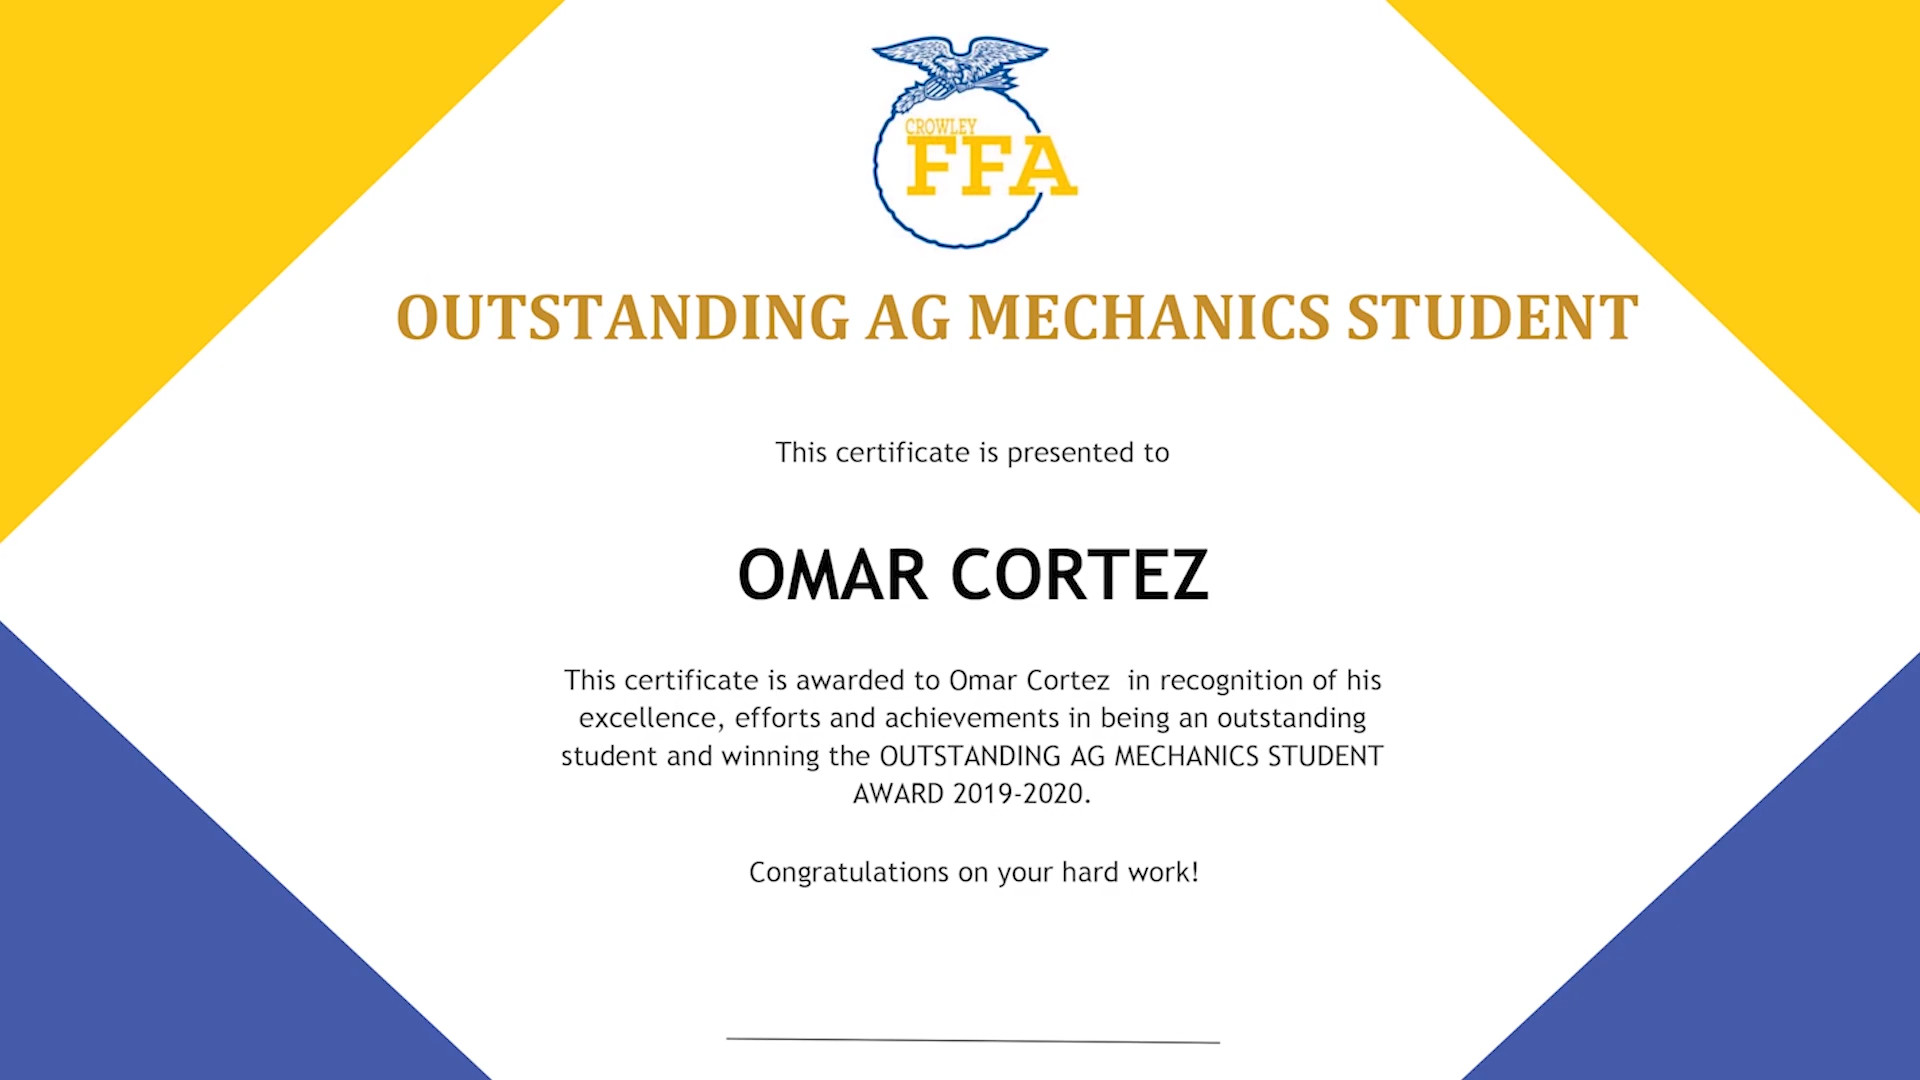 CROWLEY
FFA
OUTSTANDING AG MECHANICS STUDENT
This certificate is presented to
OMAR CORTEZ
This certificate is awarded to Omar Cortez  in recognition of his
excellence, efforts and achievements in being an outstanding
student and winning the OUTSTANDING AG MECHANICS STUDENT
AWARD 2019-2020.
Congratulations on your hard work!